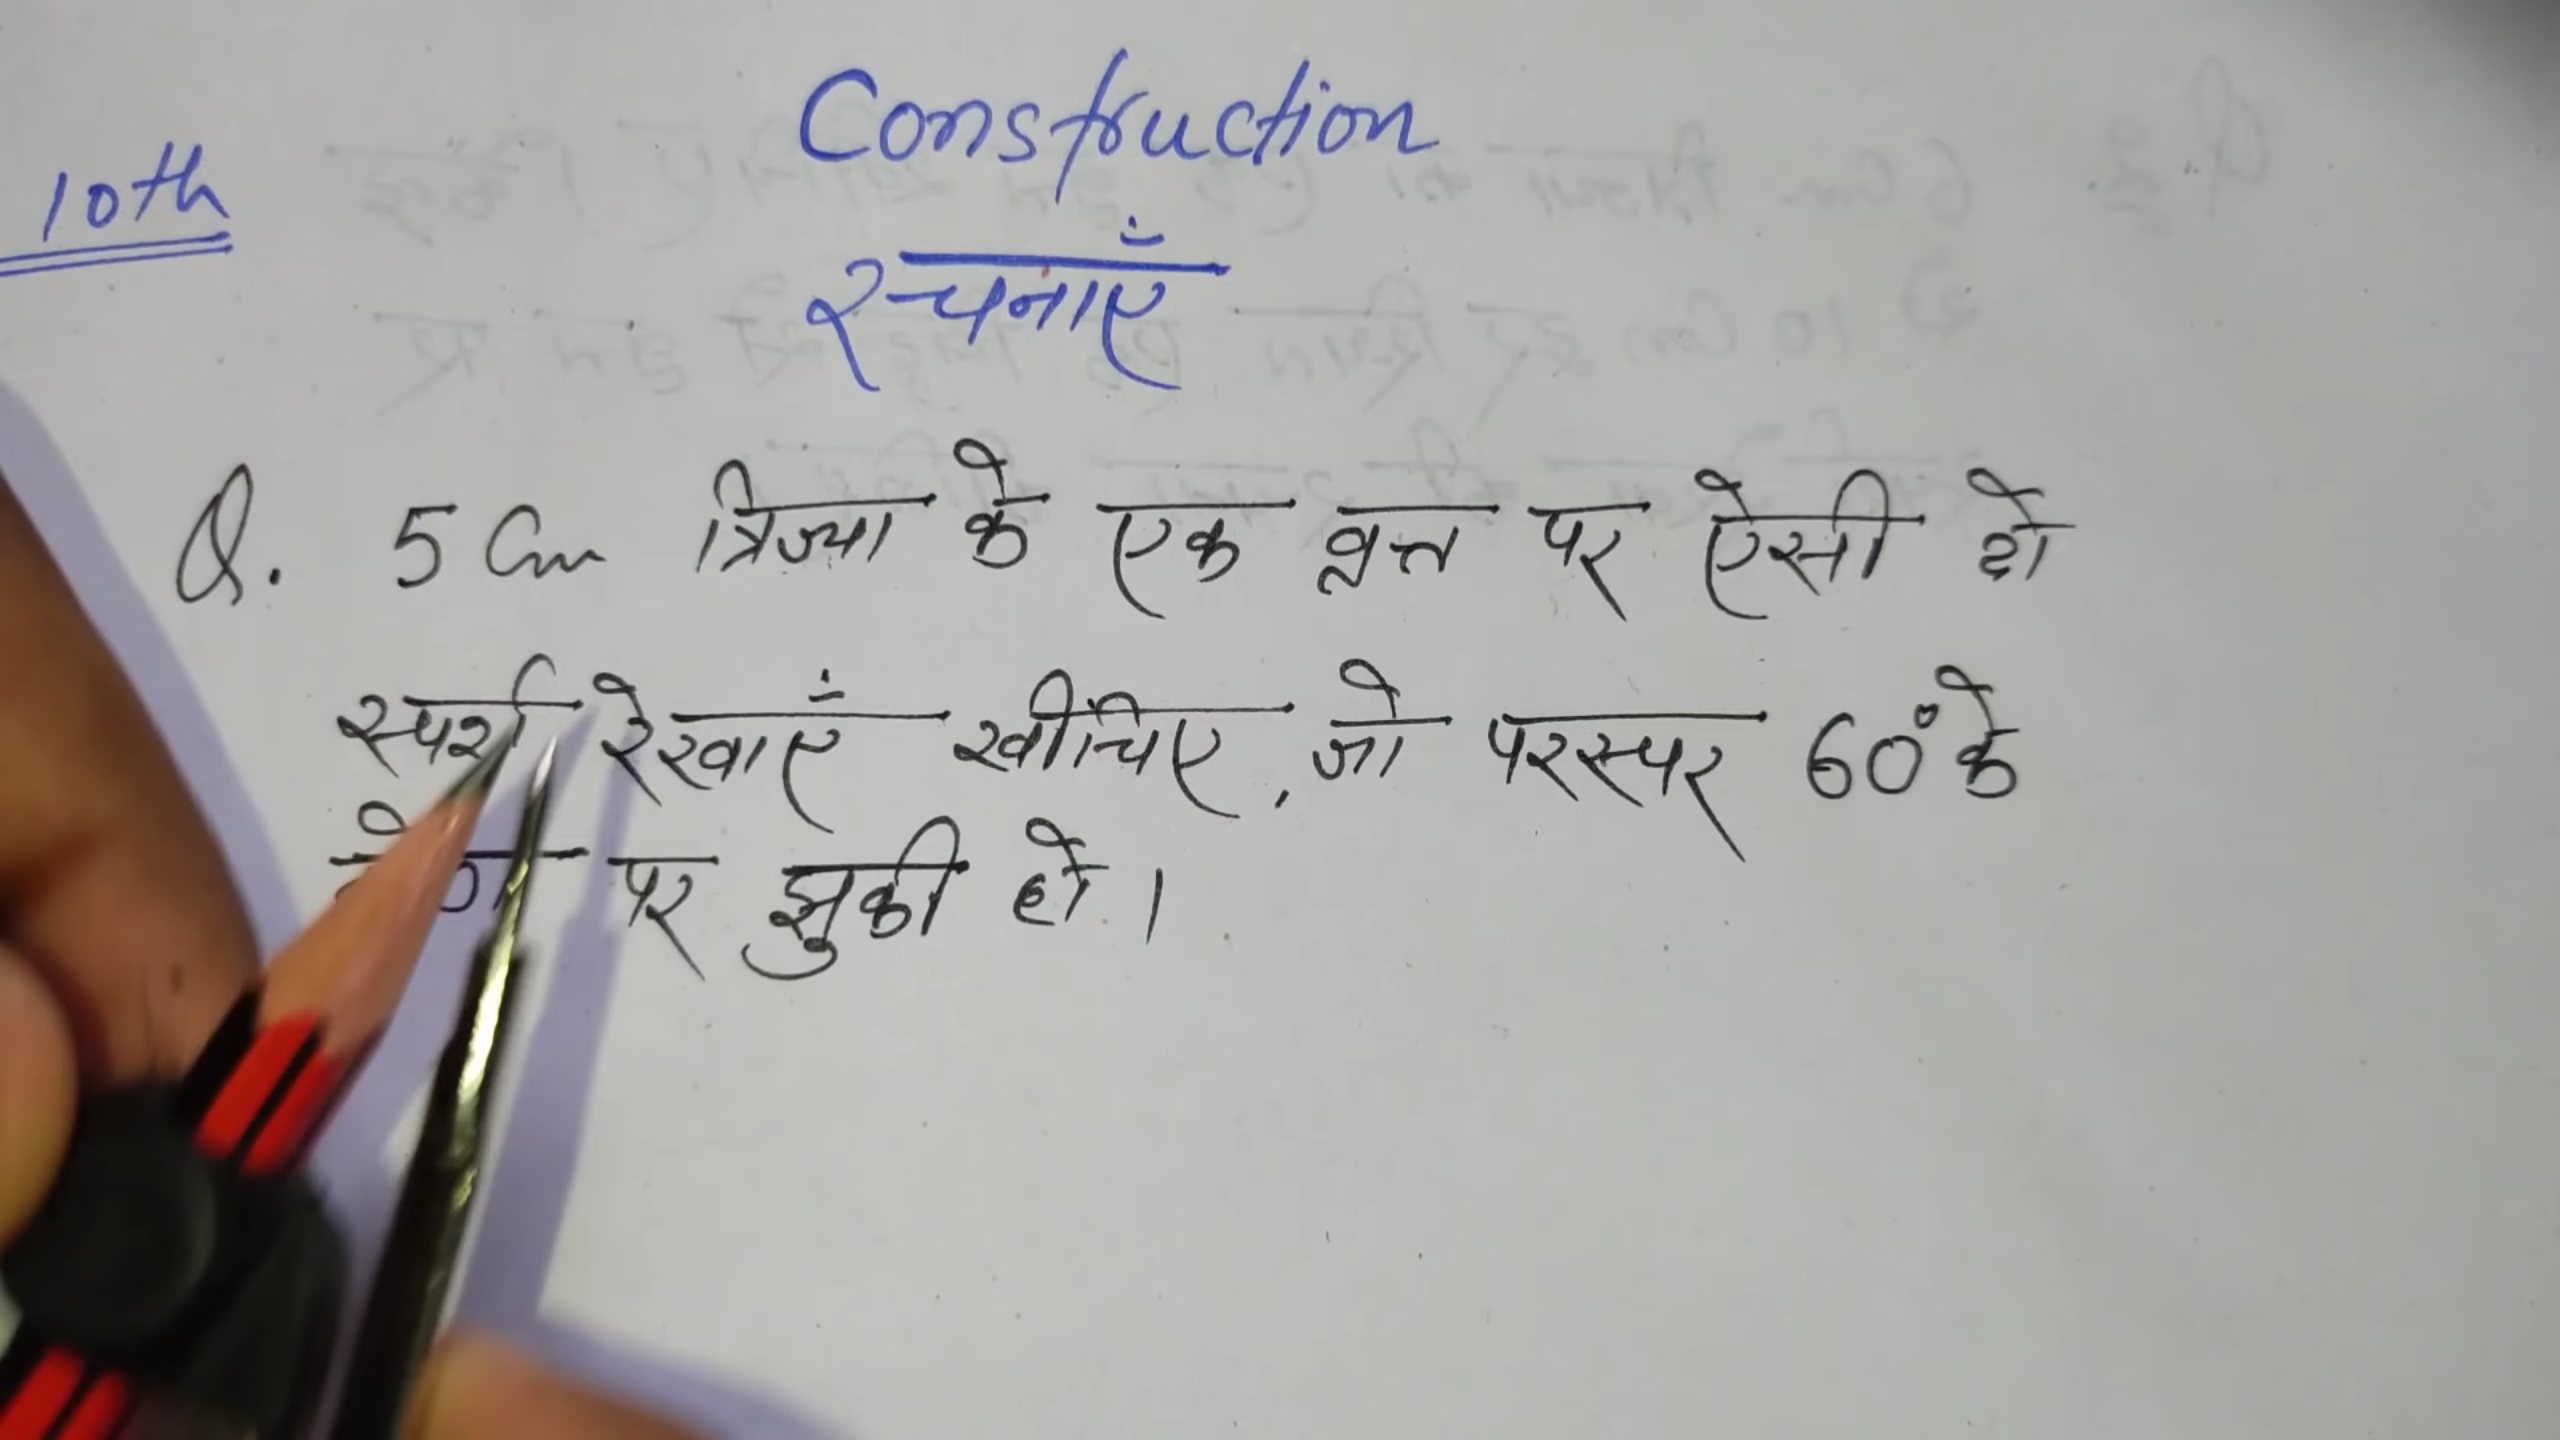 Construction
10th
रचनाएँ
Q. 5 Cm त्रिज्या के एक वृत्त पर ऐसी दो
स्पर्श रेखाएँ खींचिए, जो परस्पर 60° के
पर झुकी हो।